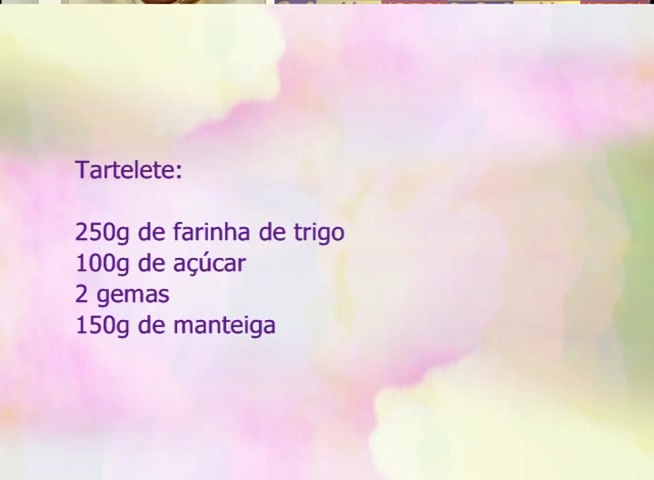 Tartelete:
250g de farinha de trigo
100g de açúcar
2 gemas
150g de manteiga